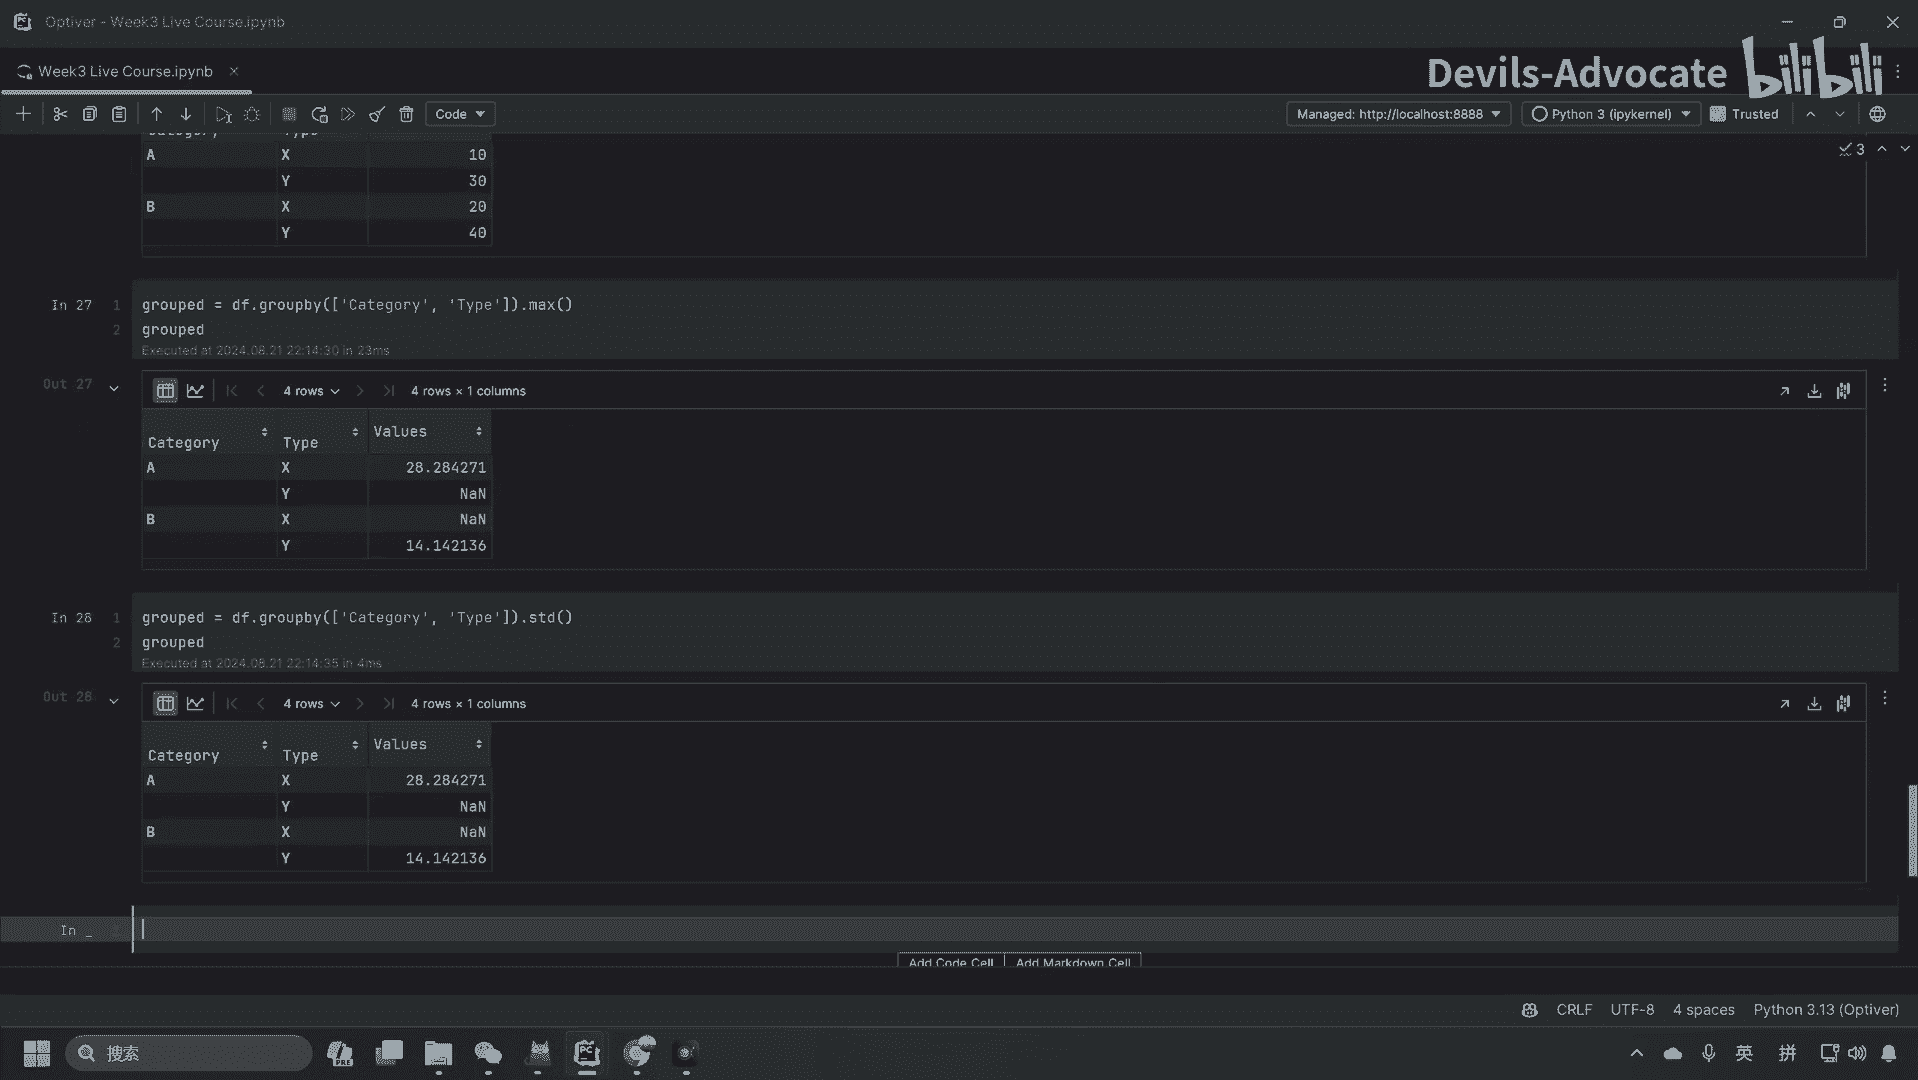 Optiver - Week3 Live Course.ipynb
Week3 Live Course.ipynb
Devils-Advocate bilibili
Code
Managed: http://localhost:8888
Python 3 (ipykernel)
Trusted
Category Type
3
A X 10
Y 30
B X 20
Y 40
In 27 1 grouped = df.groupby(['Category', 'Type']).max()
2 grouped
Executed at 2024.08.21 22:14:30 in 23ms
Out 27
4 rows
4 rows × 1 columns
Category Type Values
A X 28.284271
Y NaN
B X NaN
Y 14.142136
In 28 1 grouped = df.groupby(['Category', 'Type']).std()
2 grouped
Executed at 2024.08.21 22:14:35 in 4ms
Out 28
4 rows
4 rows × 1 columns
Category Type Values
A X 28.284271
Y NaN
B X NaN
Y 14.142136
In _
Add Code Cell
Add Markdown Cell
CRLF UTF-8 4 spaces Python 3.13 (Optiver)
搜索
PRE
PC
英
拼